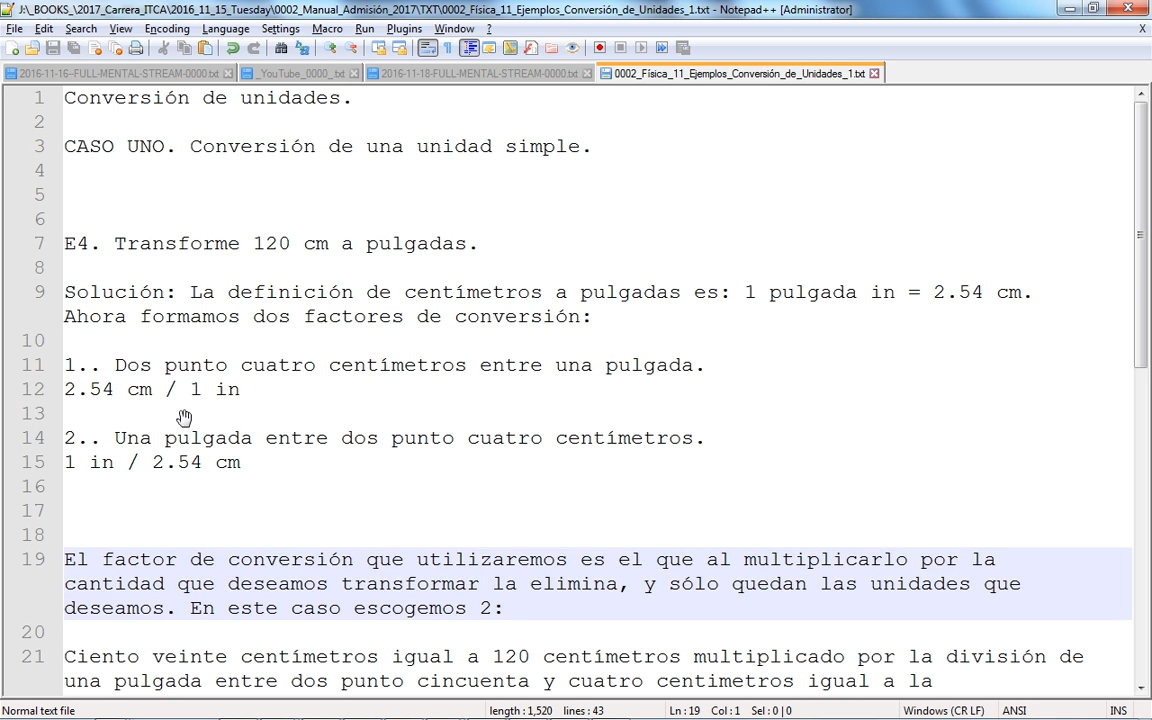 J:\_BOOKS_\2017_Carrera_ITCA\2016_11_15_Tuesday\0002_Manual_Admisión_2017\TXT\0002_Física_11_Ejemplos_Conversión_de_Unidades_1.txt - Notepad++ [Administrator]
File Edit Search View Encoding Language Settings Macro Run Plugins Window ? X
2016-11-16--FULL-MENTAL-STREAM-0000.txt _YouTube_0000_.txt 2016-11-18-FULL-MENTAL-STREAM-0000.txt 0002_Física_11_Ejemplos_Conversión_de_Unidades_1.txt
1 Conversión de unidades.
2
3 CASO UNO. Conversión de una unidad simple.
4
5
6
7 E4. Transforme 120 cm a pulgadas.
8
9 Solución: La definición de centímetros a pulgadas es: 1 pulgada in = 2.54 cm.
Ahora formamos dos factores de conversión:
10
11 1.. Dos punto cuatro centímetros entre una pulgada.
12 2.54 cm / 1 in
13
14 2.. Una pulgada entre dos punto cuatro centímetros.
15 1 in / 2.54 cm
16
17
18
19 El factor de conversión que utilizaremos es el que al multiplicarlo por la
cantidad que deseamos transformar la elimina, y sólo quedan las unidades que
deseamos. En este caso escogemos 2:
20
21 Ciento veinte centímetros igual a 120 centímetros multiplicado por la división de
una pulgada entre dos punto cincuenta y cuatro centimetros igual a la
Normal text file length : 1,520 lines : 43 Ln : 19 Col : 1 Sel : 0 | 0 Windows (CR LF) ANSI INS